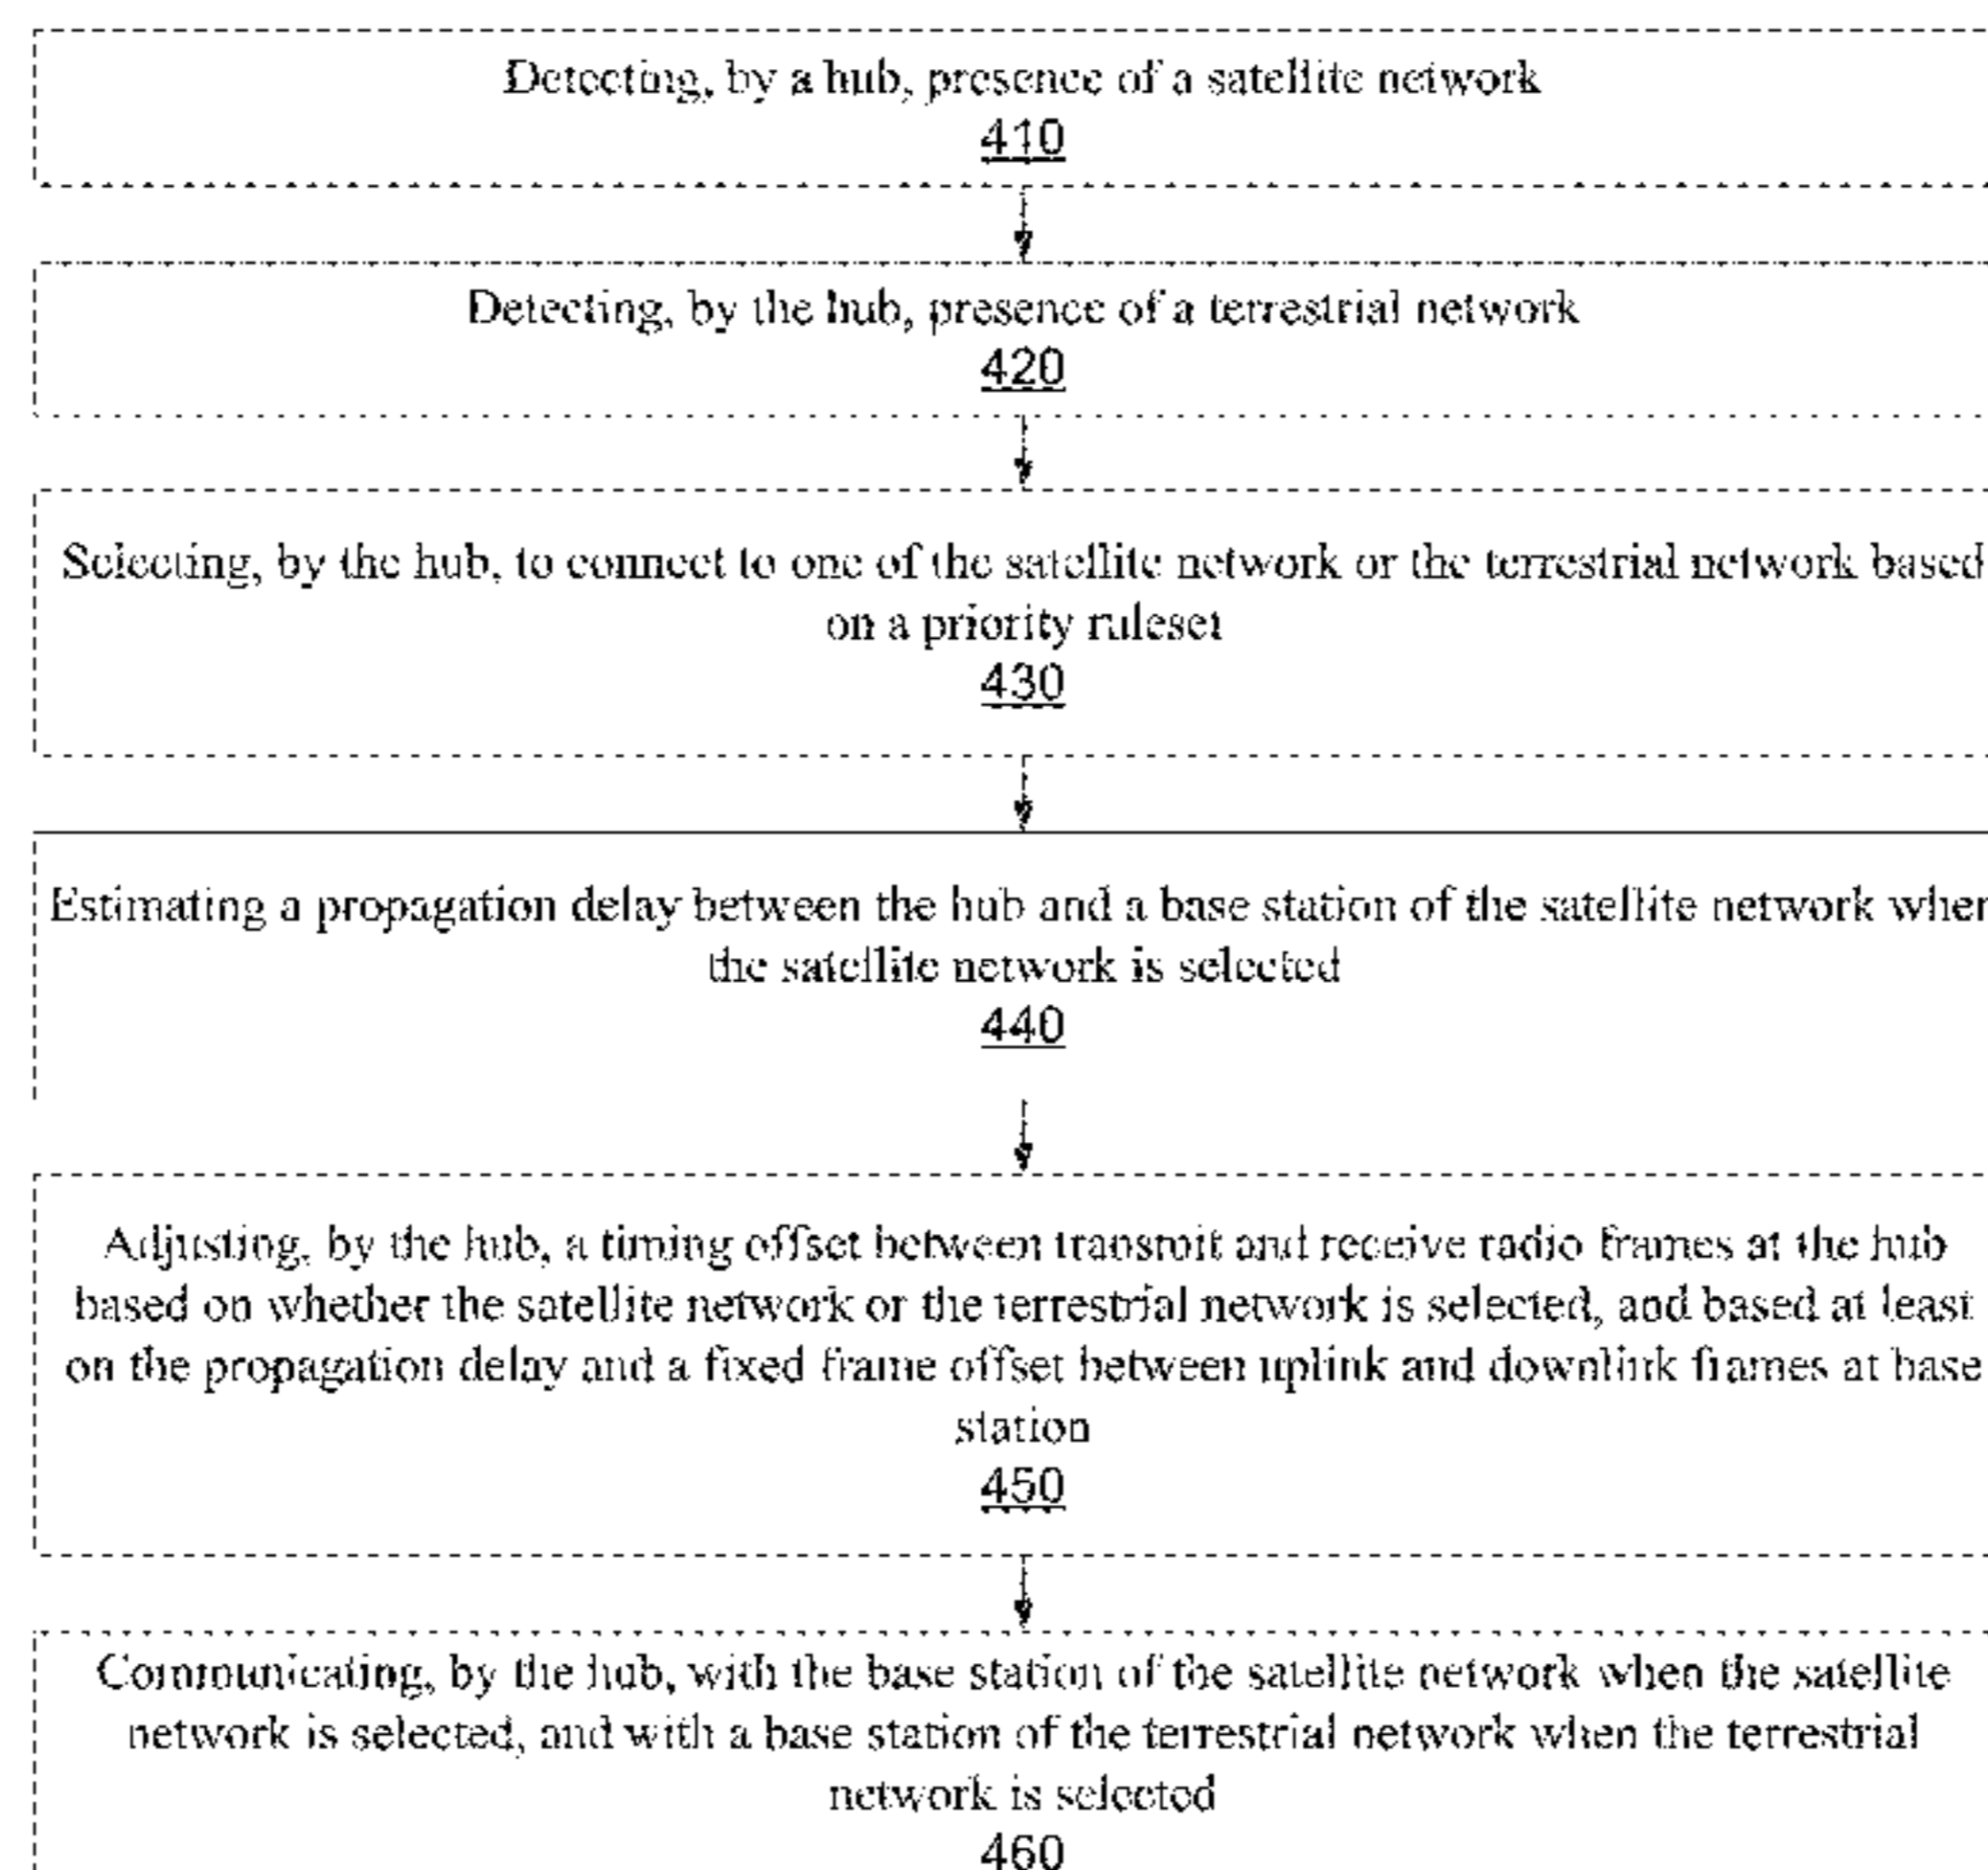 Detecting, by a hub, presence of a satellite network
410
Detecting, by the hub, presence of a terrestrial network
420
Selecting, by the hub, to connect to one of the satellite network or the terrestrial network based
on a priority ruleset
430
Estimating a propagation delay between the hub and a base station of the satellite network when
the satellite network is selected
440
Adjusting, by the hub, a timing offset between transmit and receive radio frames at the hub
based on whether the satellite network or the terrestrial network is selected, and based at least
on the propagation delay and a fixed frame offset between uplink and downlink frames at base
station
450
Communicating, by the hub, with the base station of the satellite network when the satellite
network is selected, and with a base station of the terrestrial network when the terrestrial
network is selected
460